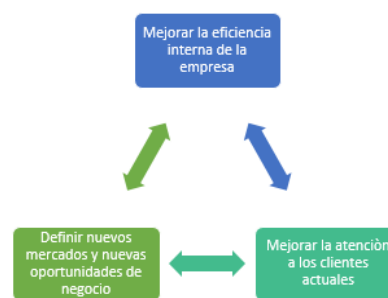 Mejorar la eficiencia
interna de la
empresa
Definir nuevos
mercados y nuevas
oportunidades de
negocio
Mejorar la atenciòn
a los clientes
actuales